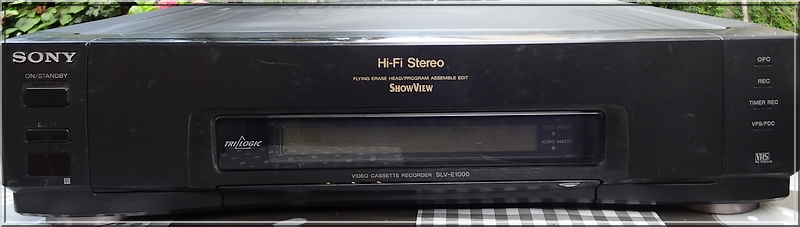 SONY
ON/STANDBY
EJECT
Hi-Fi Stereo
FLYING ERASE HEAD/PROGRAM ASSEMBLE EDIT
SHOWVIEW
TRILOGIC
AUDIO INSERT
VIDEO CASSETTE RECORDER SLV-E1000
OPC
REC
TIMER REC
VPS/PDC
VHS